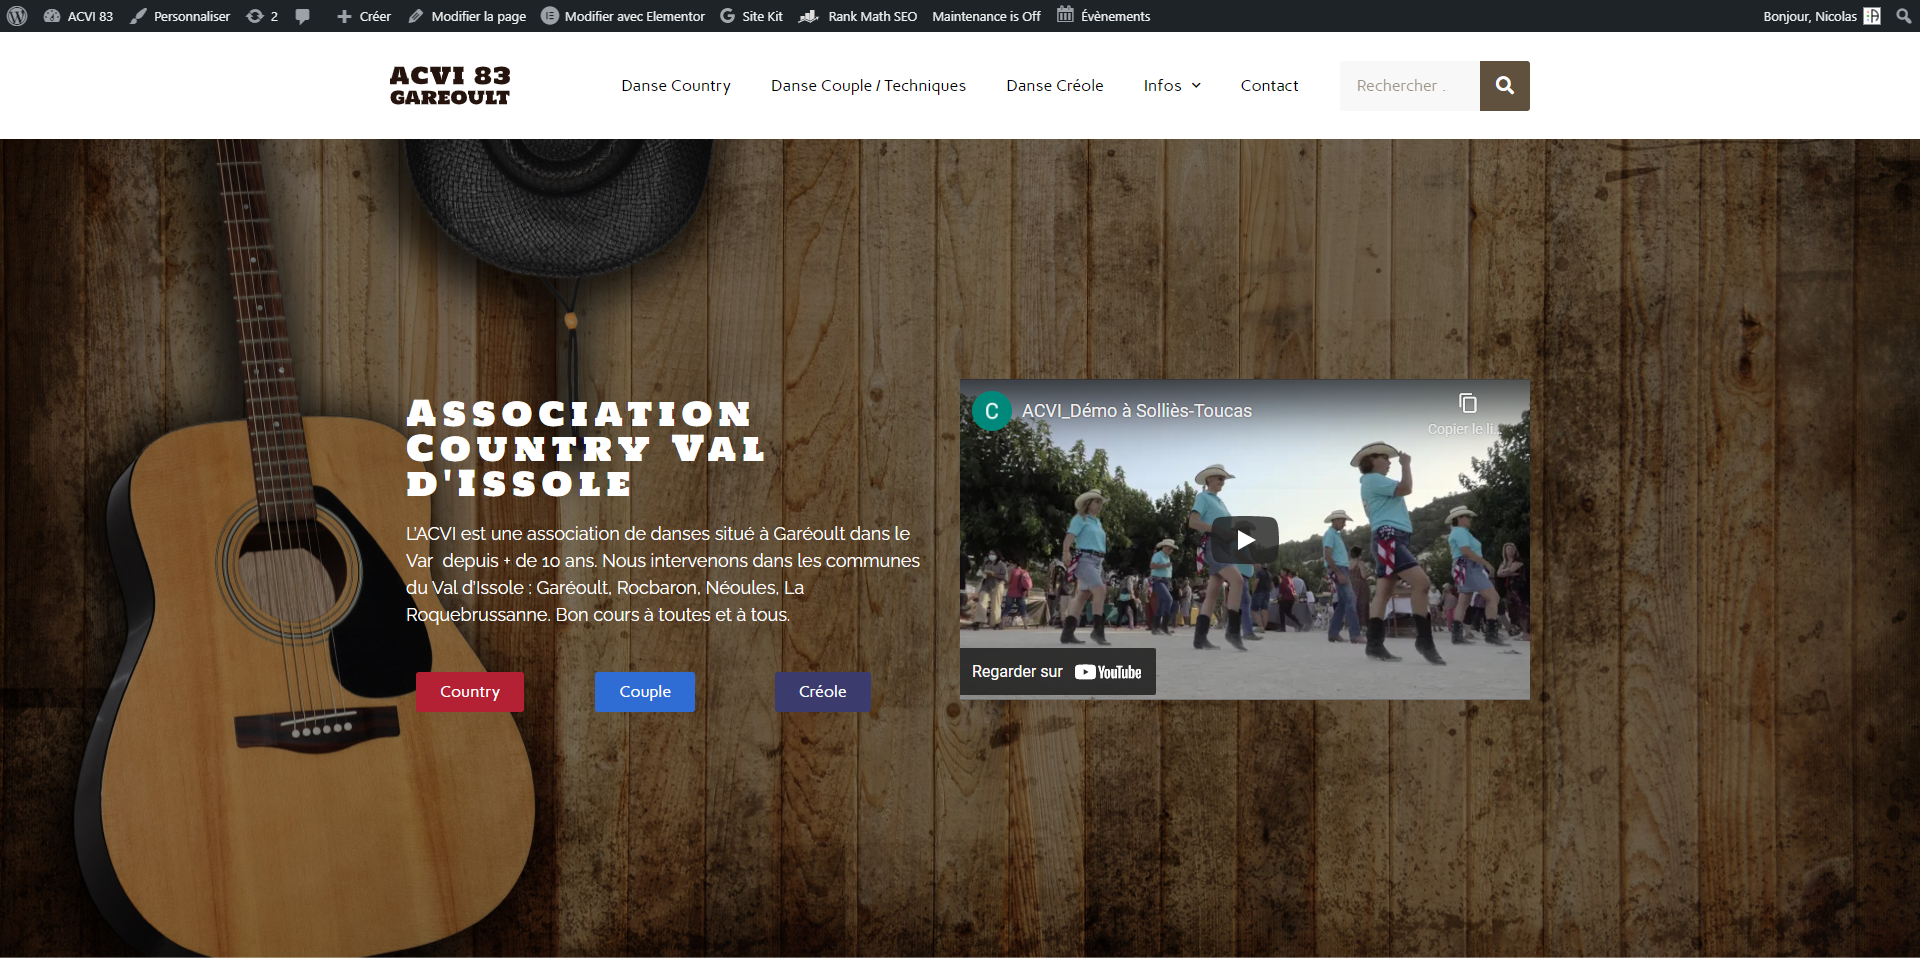 ACVI 83 Personnaliser 2 Créer Modifier la page Modifier avec Elementor Site Kit Rank Math SEO Maintenance is Off Évènements Bonjour, Nicolas
ACVI 83
GAREOULT
Danse Country Danse Couple / Techniques Danse Créole Infos Contact Rechercher .
Association
Country Val
d'Issole
L'ACVI est une association de danses situé à Garéoult dans le
Var depuis + de 10 ans. Nous intervenons dans les communes
du Val d'Issole : Garéoult, Rocbaron, Néoules, La
Roquebrussanne. Bon cours à toutes et à tous.
Country Couple Créole
C ACVI_Démo à Solliès-Toucas
Copier le li...
Regarder sur YouTube